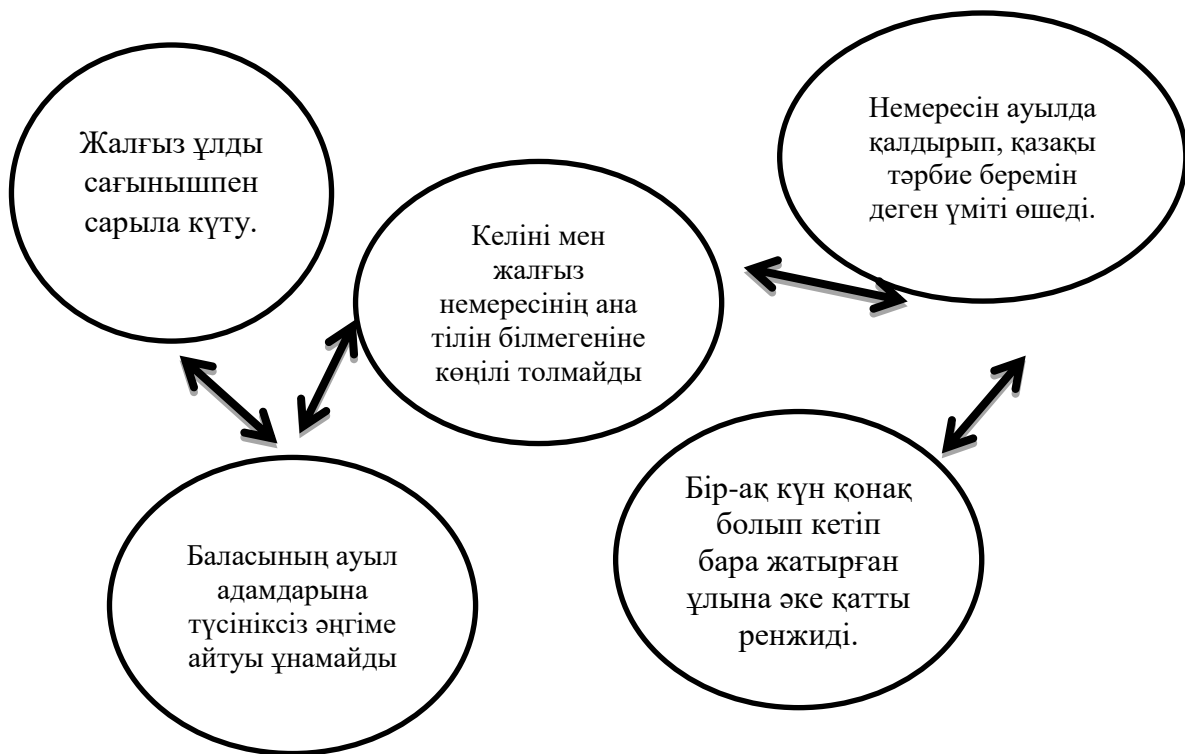 Жалғыз ұлды
сағынышпен
сарыла күту.
Немересін ауылда
қалдырып, қазақы
тәрбие беремін
деген үміті өшеді.
Келіні мен
жалғыз
немересінің ана
тілін білмегеніне
көңілі толмайды
Баласының ауыл
адамдарына
түсініксіз әңгіме
айтуы ұнамайды
Бір-ақ күн қонақ
болып кетіп
бара жатырған
ұлына әке қатты
ренжиді.